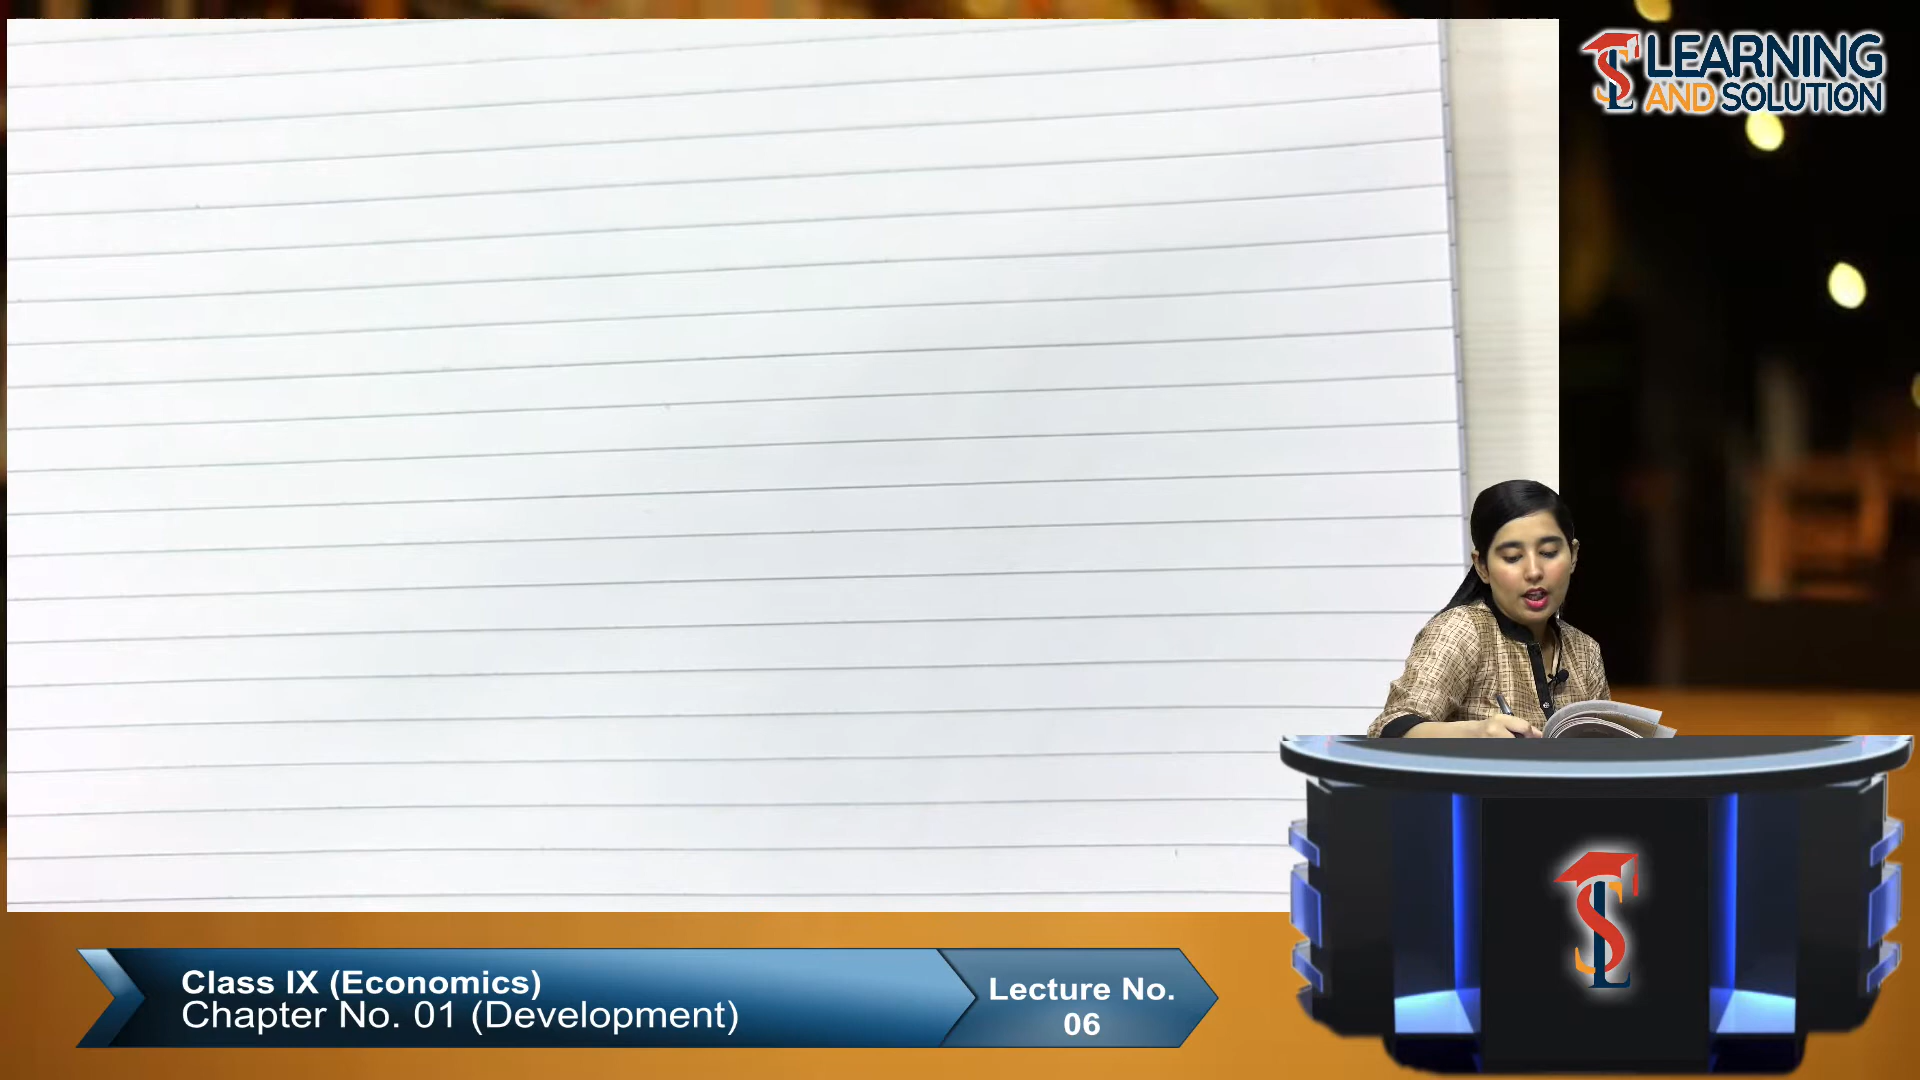 LEARNING
AND SOLUTION
Class IX (Economics)
Chapter No. 01 (Development)
Lecture No.
06